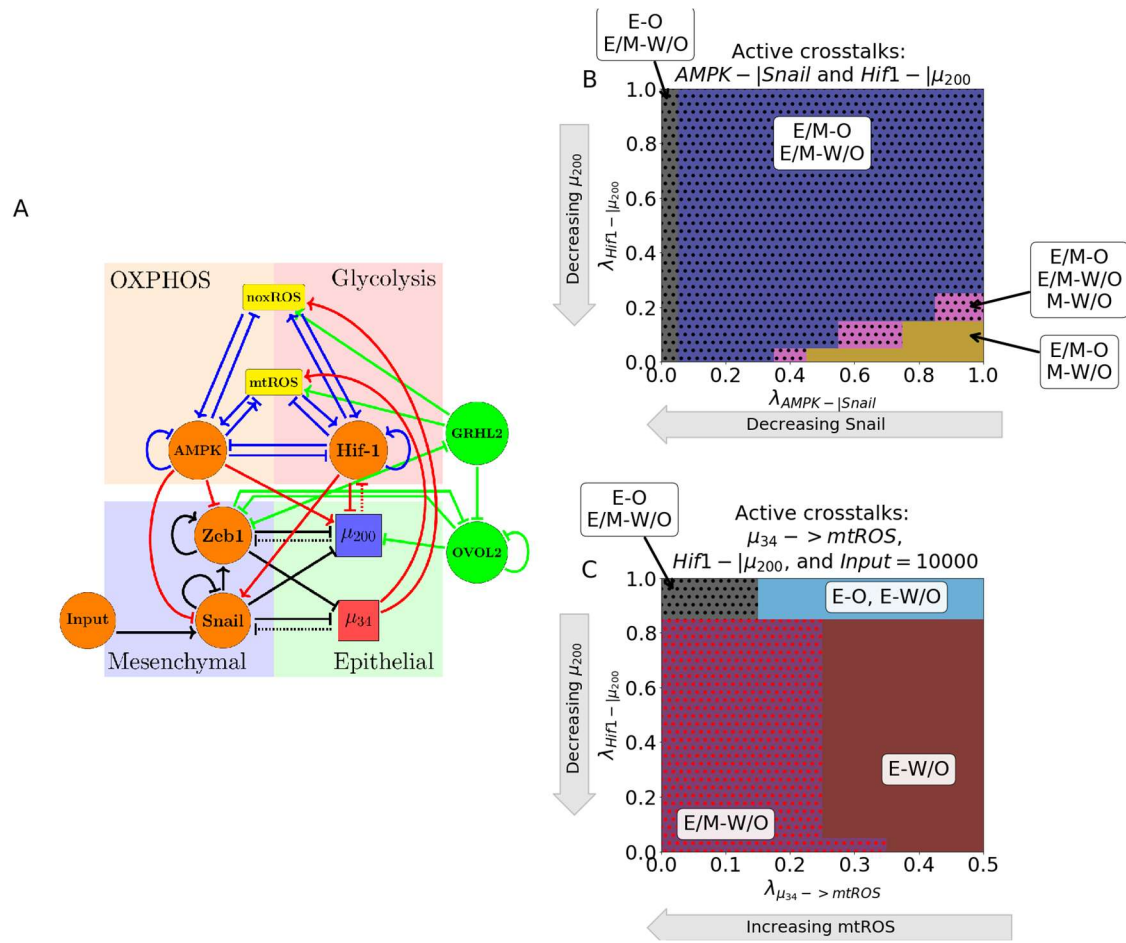 A
OXPHOS
Glycolysis
noxROS
mtROS
AMPK
Hif-1
GRHL2
Zeb1
μ200
OVOL2
Input
Snail
μ34
Mesenchymal
Epithelial
E-O
E/M-W/O
Active crosstalks:
AMPK − |Snail and Hif1 − |μ200
B
1.0
0.8
0.6
0.4
0.2
0.0
Decreasing μ200
λHif1−|μ200
E/M-O
E/M-W/O
E/M-O
E/M-W/O
M-W/O
E/M-O
M-W/O
0.0 0.2 0.4 0.6 0.8 1.0
λAMPK−|Snail
Decreasing Snail
E-O
E/M-W/O
Active crosstalks:
μ34 − > mtROS,
Hif1 − |μ200, and Input = 10000
C
1.0
0.8
0.6
0.4
0.2
0.0
Decreasing μ200
λHif1−|μ200
E-O, E-W/O
E-W/O
E/M-W/O
0.0 0.1 0.2 0.3 0.4 0.5
λμ34−>mtROS
Increasing mtROS